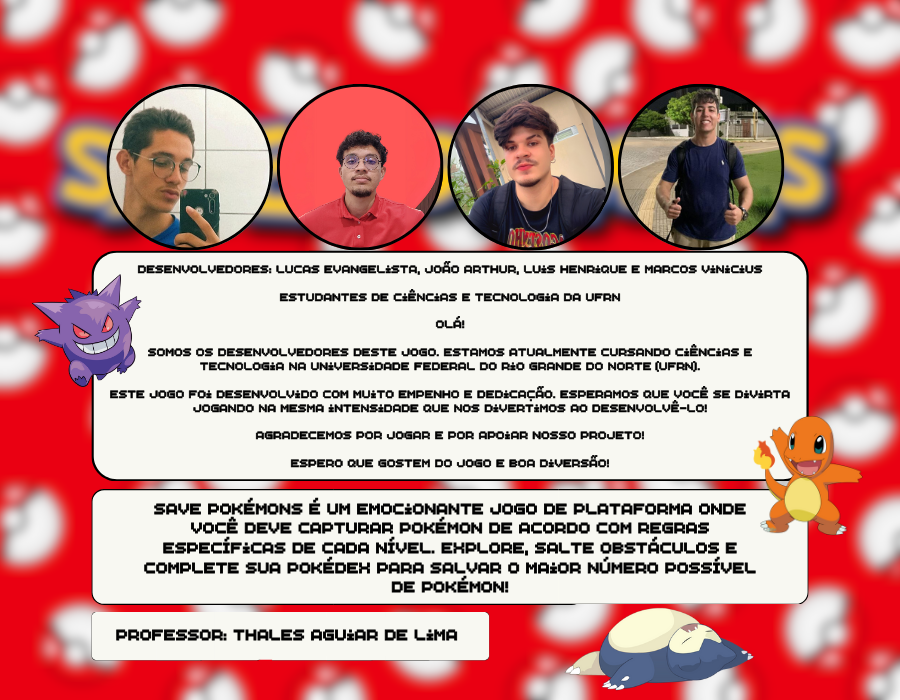 DESENVOLVEDORES: LUCAS EVANGELISTA, JOÃO ARTHUR, LUIS HENRIQUE E MARCOS VINICIUS
ESTUDANTES DE CIÊNCIAS E TECNOLOGIA DA UFRN
OLÁ!
SOMOS OS DESENVOLVEDORES DESTE JOGO. ESTAMOS ATUALMENTE CURSANDO CIÊNCIAS E
TECNOLOGIA NA UNIVERSIDADE FEDERAL DO RIO GRANDE DO NORTE (UFRN).
ESTE JOGO FOI DESENVOLVIDO COM MUITO EMPENHO E DEDICAÇÃO. ESPERAMOS QUE VOCÊ SE DIVIRTA
JOGANDO NA MESMA INTENSIDADE QUE NOS DIVERTIMOS AO DESENVOLVÊ-LO!
AGRADECEMOS POR JOGAR E POR APOIAR NOSSO PROJETO!
ESPERO QUE GOSTEM DO JOGO E BOA DIVERSÃO!
SAVE POKÉMONS É UM EMOCIONANTE JOGO DE PLATAFORMA ONDE
VOCÊ DEVE CAPTURAR POKÉMON DE ACORDO COM REGRAS
ESPECÍFICAS DE CADA NÍVEL. EXPLORE, SALTE OBSTÁCULOS E
COMPLETE SUA POKÉDEX PARA SALVAR O MAIOR NÚMERO POSSÍVEL
DE POKÉMON!
PROFESSOR: THALES AGUIAR DE LIMA